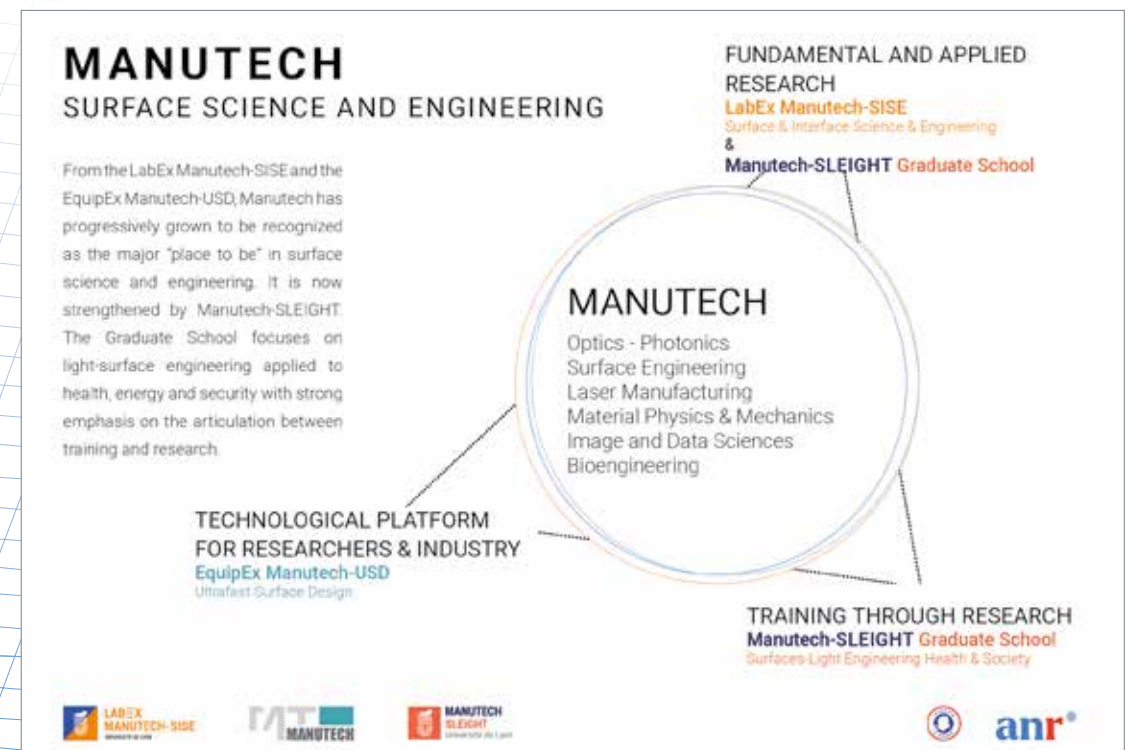 MANUTECH
SURFACE SCIENCE AND ENGINEERING
From the LabEx Manutech-SISE and the
EquipEx Manutech-USD, Manutech has
progressively grown to be recognized
as the major "place to be" in surface
science and engineering. It is now
strengthened by Manutech-SLEIGHT.
The Graduate School focuses on
light-surface engineering applied to
health, energy and security with strong
emphasis on the articulation between
training and research.
FUNDAMENTAL AND APPLIED
RESEARCH
LabEx Manutech-SISE
Surface & Interface Science & Engineering
&
Manutech-SLEIGHT Graduate School
MANUTECH
Optics - Photonics
Surface Engineering
Laser Manufacturing
Material Physics & Mechanics
Image and Data Sciences
Bioengineering
TECHNOLOGICAL PLATFORM
FOR RESEARCHERS & INDUSTRY
EquipEx Manutech-USD
Ultrafast Surface Design
TRAINING THROUGH RESEARCH
Manutech-SLEIGHT Graduate School
Surfaces Light Engineering Health & Society
LABEX
MANUTECH-SISE
UNIVERSITÉ DE LYON
MANUTECH
MANUTECH
SLEIGHT
Université de Lyon
anr